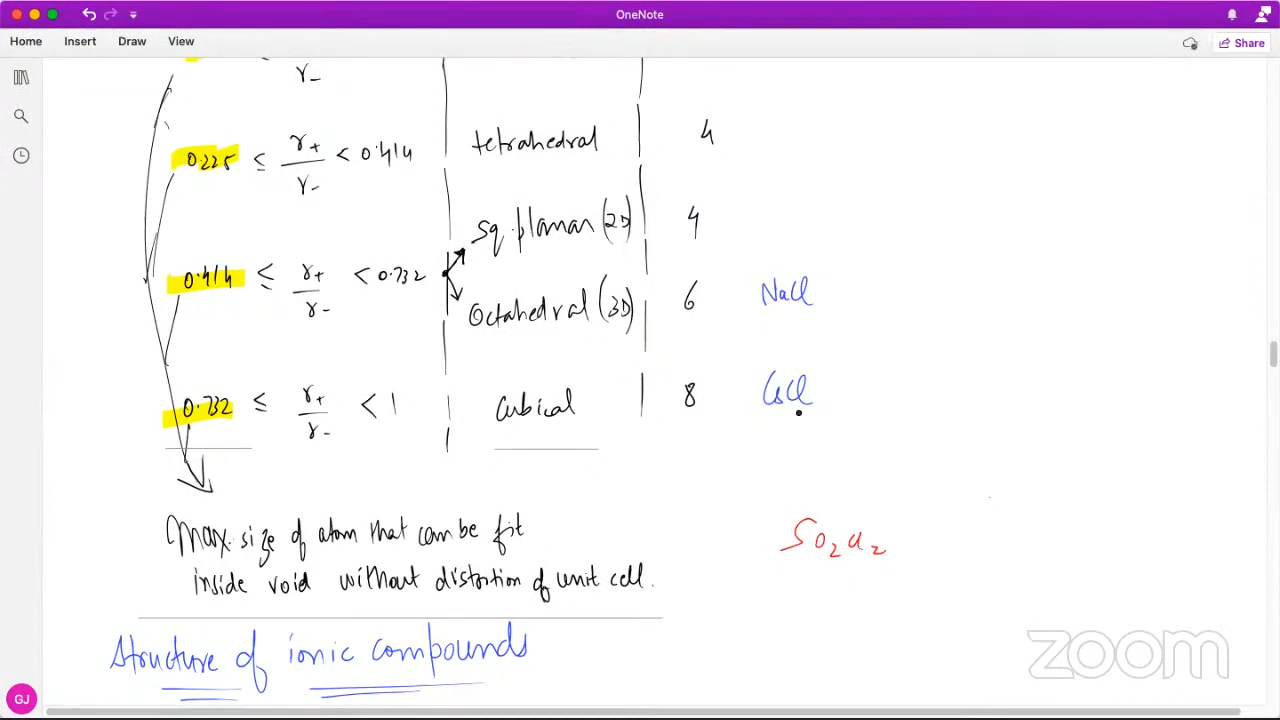 OneNote
Home Insert Draw View
Share
r-
0.225 ≤ r+/r- < 0.414 tetrahedral 4
sq. planar (2D) 4
0.414 ≤ r+/r- < 0.732
Octahedral (3D) 6 NaCl
0.732 ≤ r+/r- < 1 Cubical 8 CsCl
Max. size of atom that can be fit
inside void without distortion of unit cell.
SO2Cl2
Structure of ionic compounds
zoom
GJ